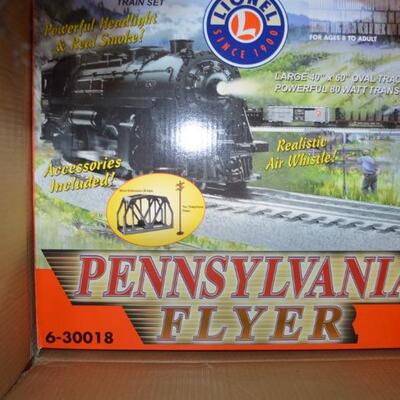 TRAIN SET
LIONEL
SINCE 1900
Powerful Headlight
& Real Smoke!
FOR AGES 8 TO ADULT
LARGE 40" x 60" OVAL TRAC
POWERFUL 80 WATT TRANS
Realistic
Air Whistle!
Accessories
Included!
PENNSYLVANIA
FLYER
6-30018